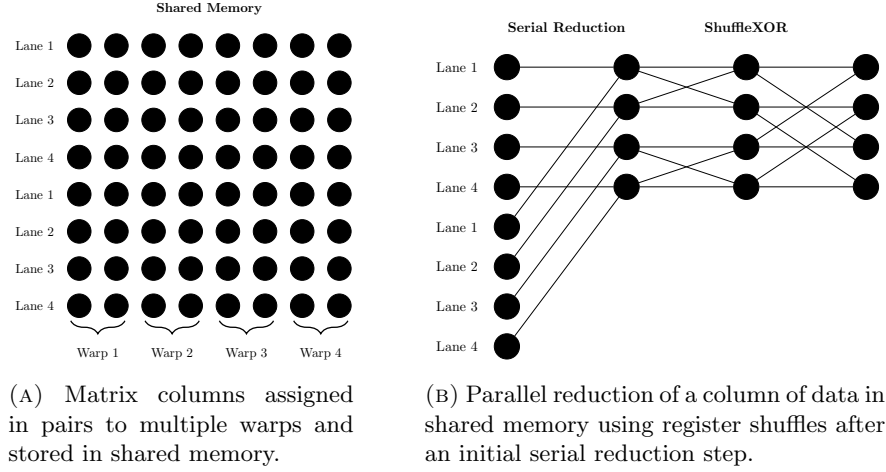 Shared Memory
Lane 1
Lane 2
Lane 3
Lane 4
Lane 1
Lane 2
Lane 3
Lane 4
Warp 1 Warp 2 Warp 3 Warp 4
(A) Matrix columns assigned
in pairs to multiple warps and
stored in shared memory.
Serial Reduction ShuffleXOR
Lane 1
Lane 2
Lane 3
Lane 4
Lane 1
Lane 2
Lane 3
Lane 4
(B) Parallel reduction of a column of data in
shared memory using register shuffles after
an initial serial reduction step.